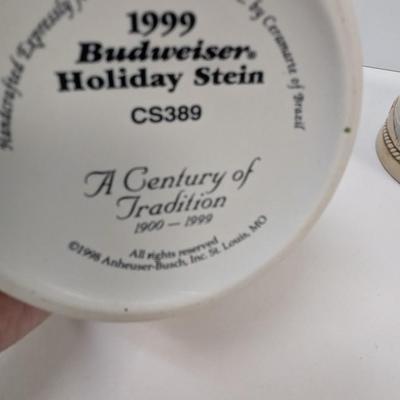 Handcrafted Expressly
by Ceramarte of Brazil
1999
Budweiser®
Holiday Stein
CS389
A Century of
Tradition
1900 — 1999
All rights reserved
©1998 Anheuser-Busch, Inc. St. Louis, MO